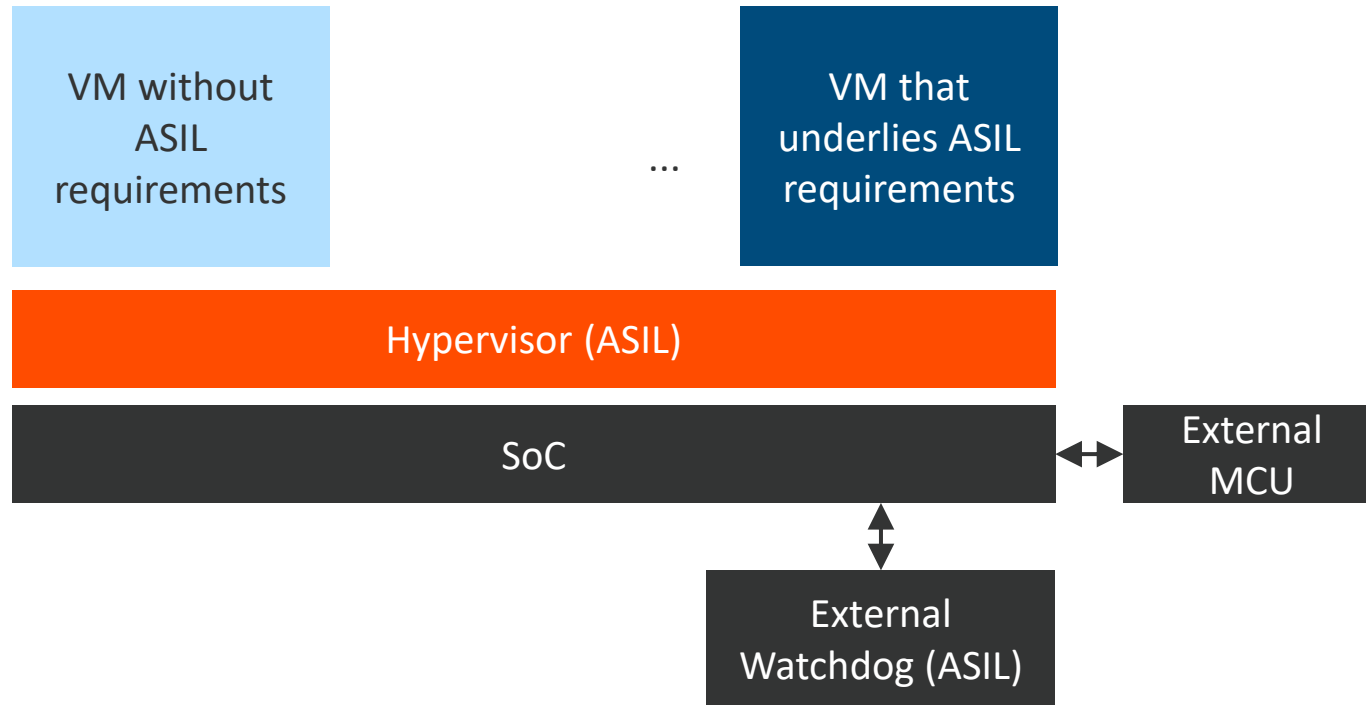 VM without
ASIL
requirements
...
VM that
underlies ASIL
requirements
Hypervisor (ASIL)
SoC
External
MCU
External
Watchdog (ASIL)